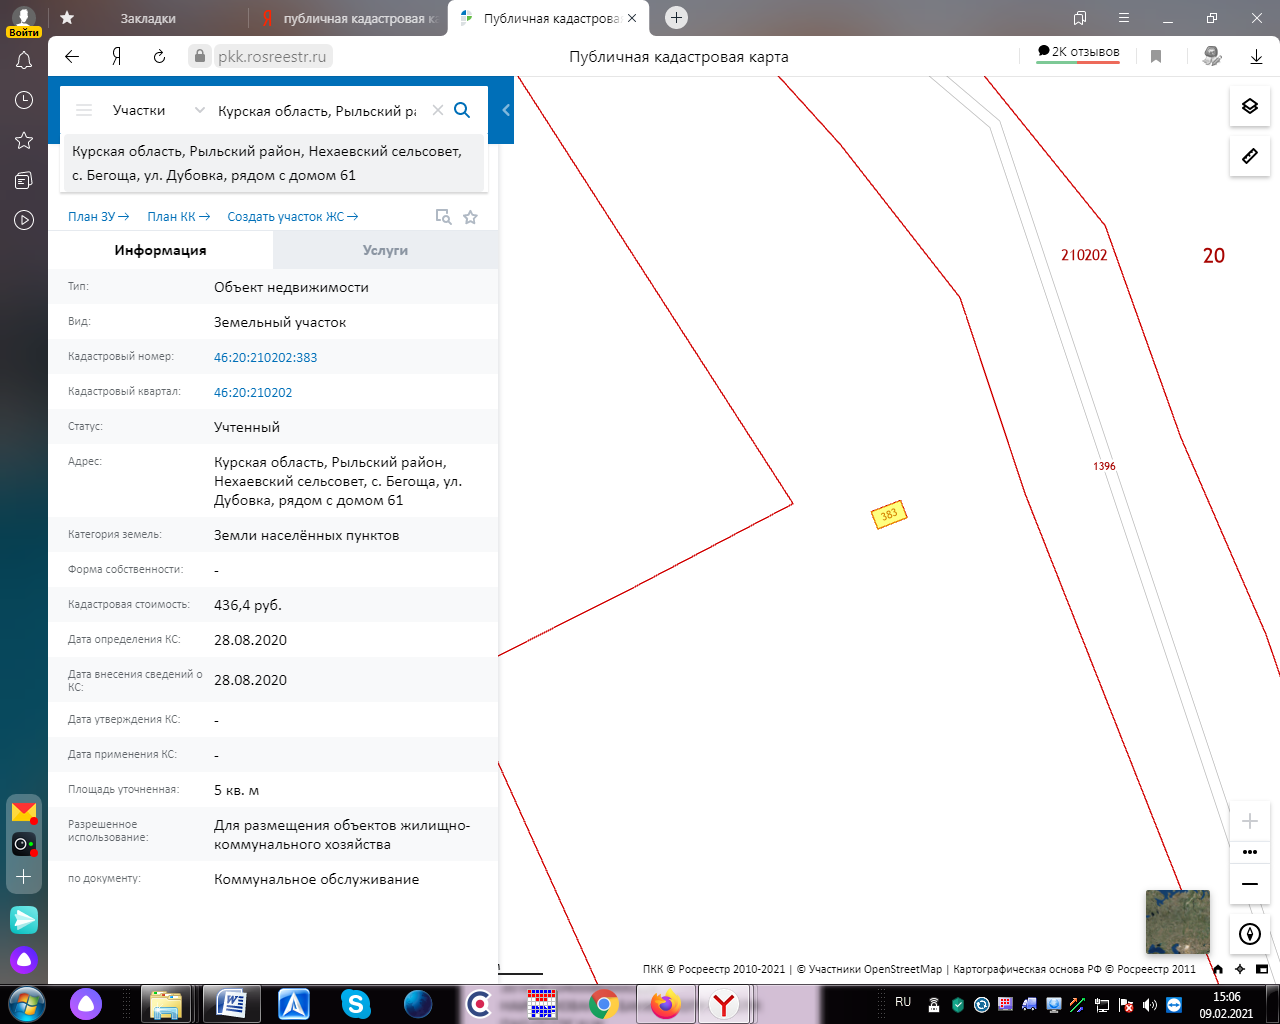 Войти
Закладки
публичная кадастровая ка
Публичная кадастрова
pkk.rosreestr.ru
Публичная кадастровая карта
2К отзывов
Участки
Курская область, Рыльский ра
Курская область, Рыльский район, Нехаевский сельсовет,
с. Бегоща, ул. Дубовка, рядом с домом 61
План ЗУ →
План КК →
Создать участок ЖС →
Информация
Услуги
Тип:
Объект недвижимости
Вид:
Земельный участок
Кадастровый номер:
46:20:210202:383
Кадастровый квартал:
46:20:210202
Статус:
Учтенный
Адрес:
Курская область, Рыльский район,
Нехаевский сельсовет, с. Бегоща, ул.
Дубовка, рядом с домом 61
Категория земель:
Земли населённых пунктов
Форма собственности:
-
Кадастровая стоимость:
436,4 руб.
Дата определения КС:
28.08.2020
Дата внесения сведений о
КС:
28.08.2020
Дата утверждения КС:
-
Дата применения КС:
-
Площадь уточненная:
5 кв. м
Разрешенное
использование:
Для размещения объектов жилищно-
коммунального хозяйства
по документу:
Коммунальное обслуживание
210202
20
1396
383
ПКК © Росреестр 2010-2021 | © Участники OpenStreetMap | Картографическая основа РФ © Росреестр 2011
RU
15:06
09.02.2021